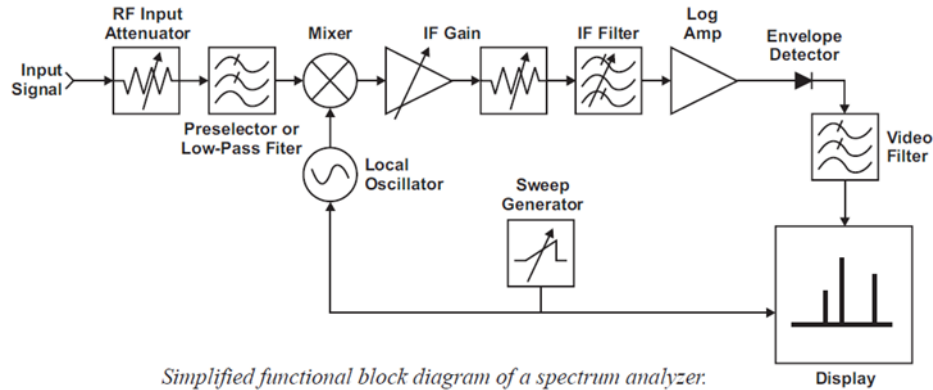 RF Input
Attenuator
Mixer
IF Gain
IF Filter
Log
Amp
Envelope
Detector
Input
Signal
Preselector or
Low-Pass Fiter
Local
Oscillator
Sweep
Generator
Video
Filter
Display
Simplified functional block diagram of a spectrum analyzer.